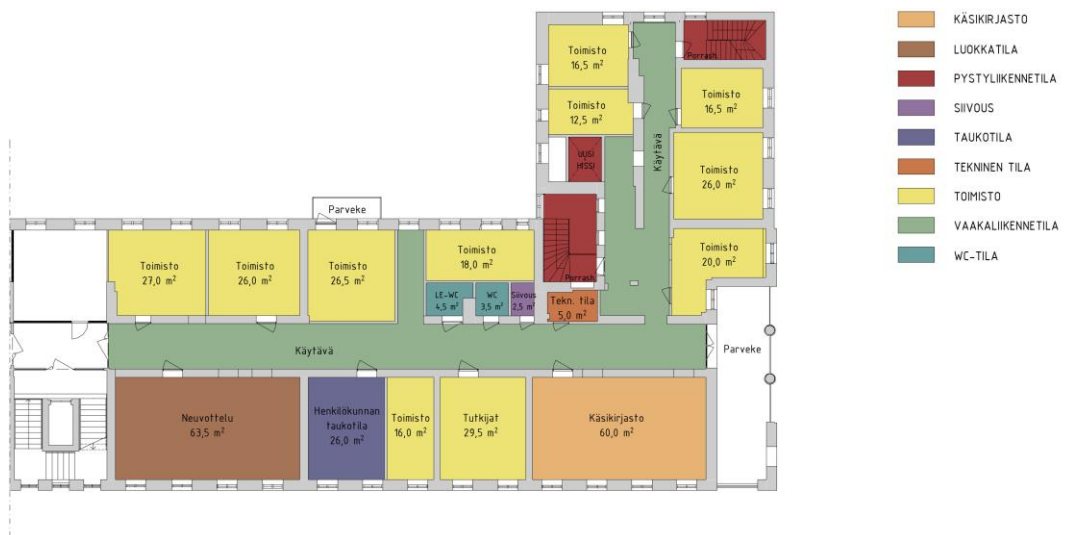 Toimisto
16,5 m²
Porrash.
Toimisto
12,5 m²
Toimisto
16,5 m²
UUSI
HISSI
Käytävä
Toimisto
26,0 m²
Parveke
Toimisto
27,0 m²
Toimisto
26,0 m²
Toimisto
26,5 m²
Toimisto
18,0 m²
Porrash.
Toimisto
20,0 m²
LE-WC
4,5 m²
WC
3,5 m²
Siivous
2,5 m²
Tekn. tila
5,0 m²
Käytävä
Parveke
Neuvottelu
63,5 m²
Henkilökunnan
taukotila
26,0 m²
Toimisto
16,0 m²
Tutkijat
29,5 m²
Käsikirjasto
60,0 m²
KÄSIKIRJASTO
LUOKKATILA
PYSTYLIIKENNETILA
SIIVOUS
TAUKOTILA
TEKNINEN TILA
TOIMISTO
VAAKALIIKENNETILA
WC-TILA